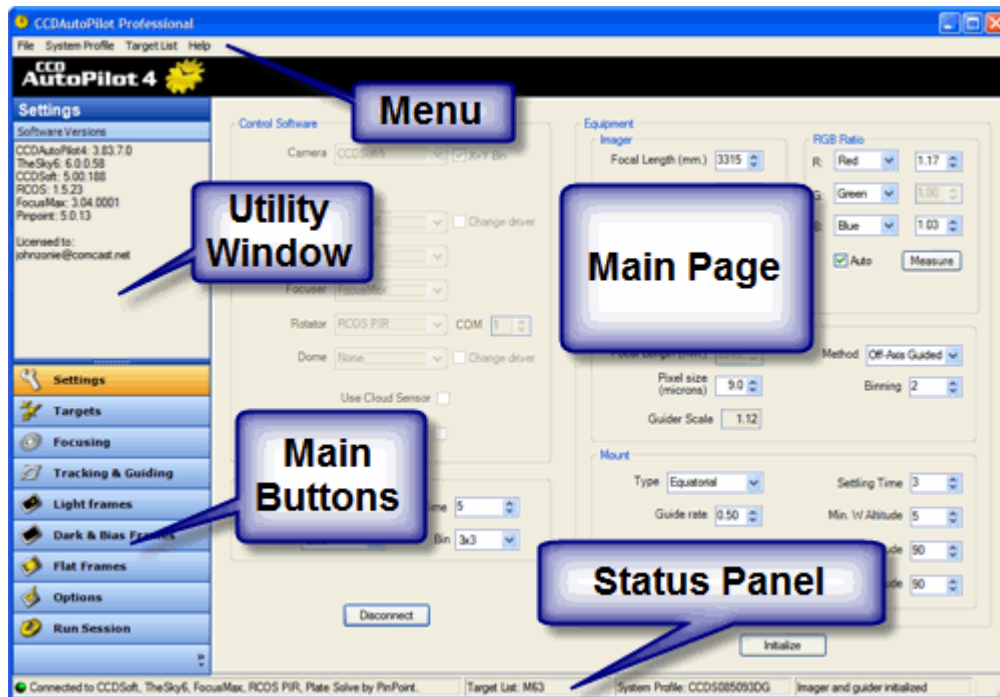 CCDAutoPilot Professional
File System Profile Target List Help
CCD
AutoPilot 4
Menu
Settings
Software Versions
CCDAutoPilot4: 3.83.7.0
TheSky6: 6.0.0.58
CCDSoft: 5.00.188
RCOS: 1.5.23
FocusMax: 3.04.0001
Pinpoint: 5.0.13
Licensed to:
johnzonie@comcast.net
Utility
Window
Control Software
Camera CCDSoft5 X+Y Bin
Change driver
Focuser FocusMax
Rotator RCOS PIR COM 1
Dome None Change driver
Use Cloud Sensor
Equipment
Imager
Focal Length (mm.) 3315
RGB Ratio
R: Red 1.17
G: Green 1.00
Blue 1.03
Auto Measure
Main Page
Method Off-Axis Guided
Pixel size
(microns) 9.0
Binning 2
Guider Scale 1.12
Mount
Type Equatorial Settling Time 3
Guide rate 0.50 Min. W Altitude 5
90
90
Settings
Targets
Focusing
Tracking & Guiding
Light frames
Dark & Bias Frames
Flat Frames
Options
Run Session
Main
Buttons
5
Bin 3x3
Disconnect
Status Panel
Initialize
Connected to CCDSoft, TheSky6, FocusMax, RCOS PIR, Plate Solve by PinPoint. Target List: M63 System Profile: CCDS085093DG Imager and guider initialized